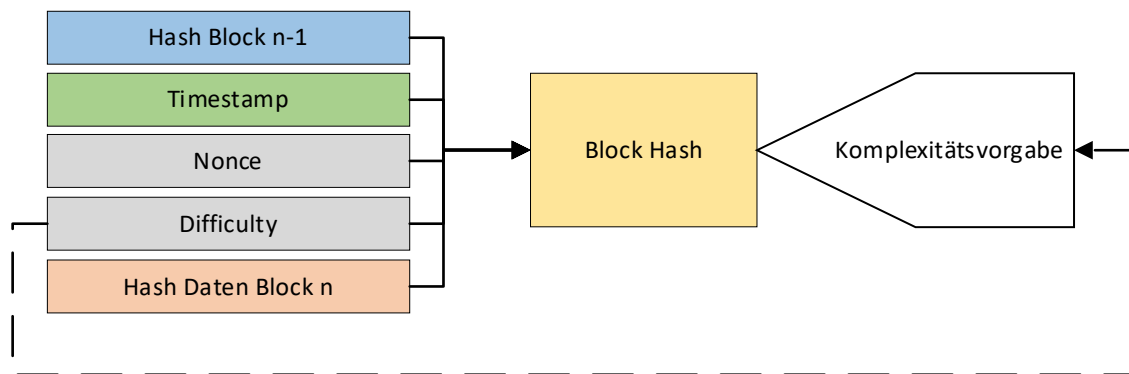 Hash Block n-1
Timestamp
Nonce
Difficulty
Hash Daten Block n
Block Hash
Komplexitätsvorgabe